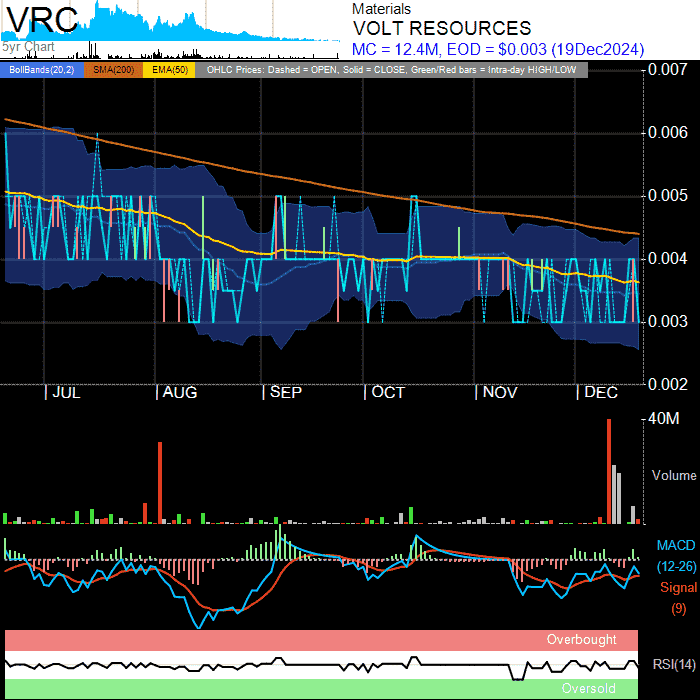 VRC
5yr Chart
Materials
VOLT RESOURCES
MC = 12.4M, EOD = $0.003 (19Dec2024)
BollBands(20,2) SMA(200) EMA(50) OHLC Prices: Dashed = OPEN, Solid = CLOSE, Green/Red bars = Intra-day HIGH/LOW
0.007
0.006
0.005
0.004
0.003
0.002
JUL AUG SEP OCT NOV DEC
40M
Volume
MACD
(12-26)
Signal
(9)
Overbought
RSI(14)
Oversold